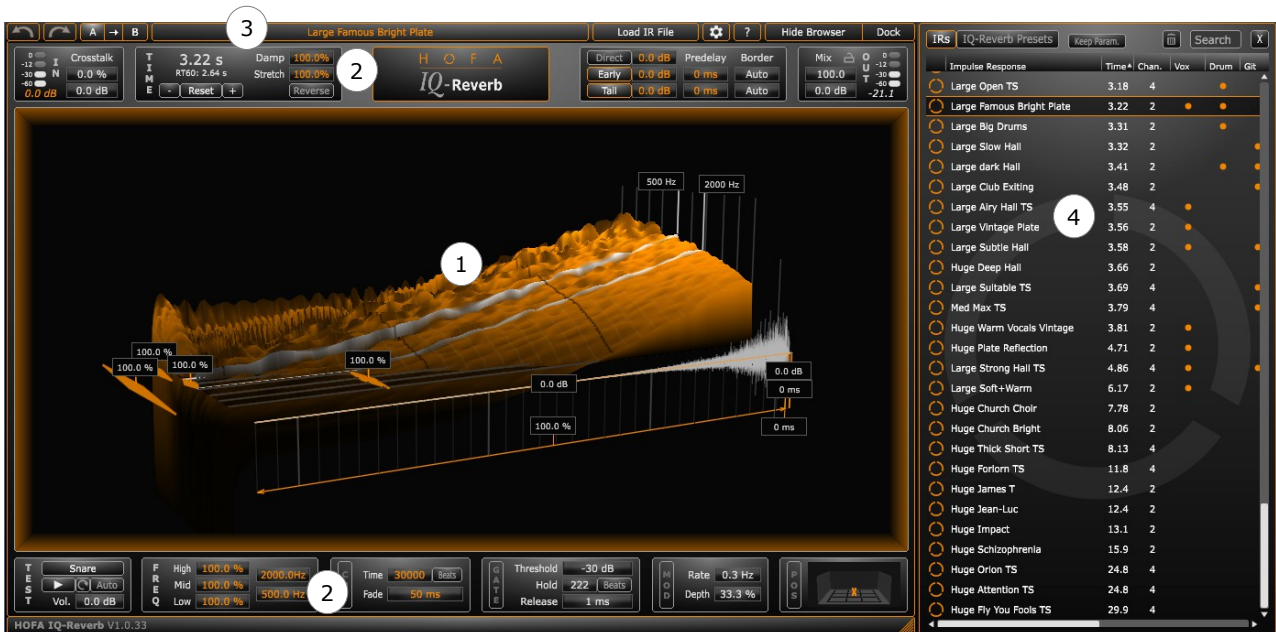 A → B 3 Large Famous Bright Plate Load IR File ? Hide Browser Dock
0 -12 -30 -60 0.0 dB
I N
Crosstalk
0.0 %
0.0 dB
TIME
3.22 s
RT60: 2.64 s
- Reset +
Damp 100.0%
Stretch 100.0%
Reverse
2
HOFA
IQ-Reverb
Direct 0.0 dB Predelay Border
Early 0.0 dB 0 ms Auto
Tail 0.0 dB 0 ms Auto
Mix
100.0
0.0 dB
OUT
0 -12 -30 -60 -21.1
500 Hz 2000 Hz
1
100.0 %
100.0 % 100.0 % 100.0 %
0.0 dB 0.0 dB
0 ms
100.0 % 0 ms
TEST
Snare
Auto
Vol. 0.0 dB
FREQ
High 100.0 % 2000.0Hz
Mid 100.0 % 500.0 Hz
Low 100.0 %
2
Time 30000 Beats
Fade 50 ms
GATE
Threshold -30 dB
Hold 222 Beats
Release 1 ms
MOD
Rate 0.3 Hz
Depth 33.3 %
POS
HOFA IQ-Reverb V1.0.33
IRs IQ-Reverb Presets Keep Param. Search X
Impulse Response Time Chan. Vox Drum Git
Large Open TS 3.18 4
Large Famous Bright Plate 3.22 2
Large Big Drums 3.31 2
Large Slow Hall 3.32 2
Large dark Hall 3.41 2
Large Club Exiting 3.48 2
Large Airy Hall TS 3.55 4
4
Large Vintage Plate 3.56 2
Large Subtle Hall 3.58 2
Huge Deep Hall 3.66 2
Large Suitable TS 3.69 4
Med Max TS 3.79 4
Huge Warm Vocals Vintage 3.81 2
Huge Plate Reflection 4.71 2
Large Strong Hall TS 4.86 4
Large Soft+Warm 6.17 2
Huge Church Choir 7.78 2
Huge Church Bright 8.06 2
Huge Thick Short TS 8.13 4
Huge Forlorn TS 11.8 4
Huge James T 12.4 2
Huge Jean-Luc 12.4 2
Huge Impact 13.1 2
Huge Schizophrenia 15.9 2
Huge Orion TS 24.8 4
Huge Attention TS 24.8 4
Huge Fly You Fools TS 29.9 4